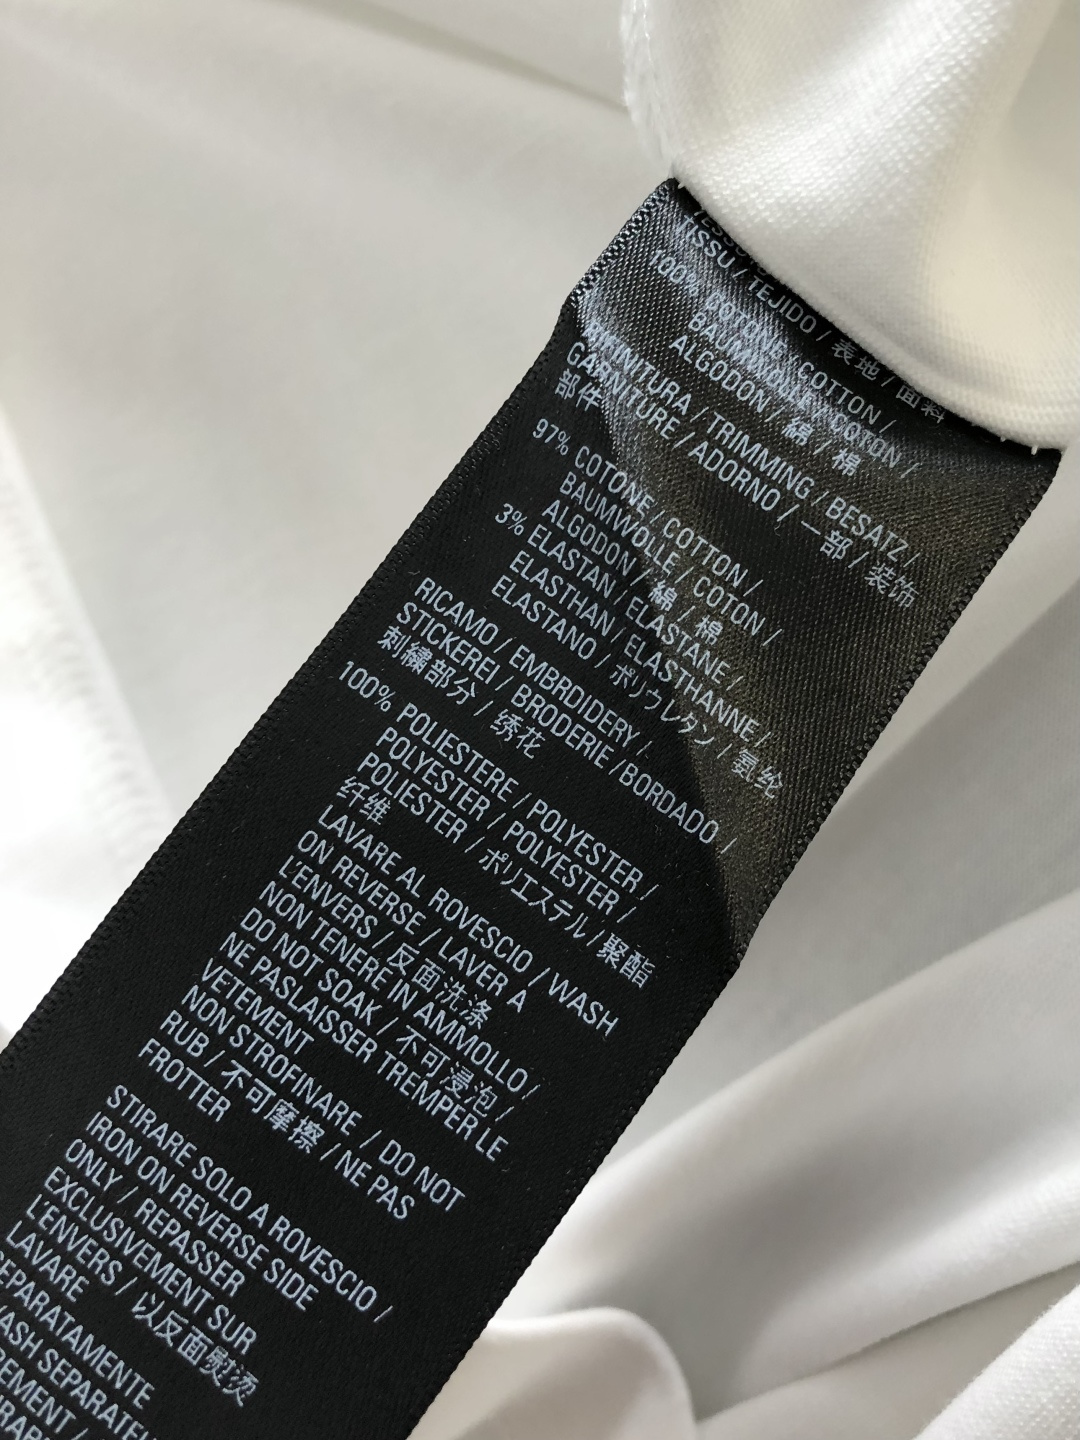 TISSU / TEJIDO / 表地 / 面料
100% COTONE / COTTON /
BAUMWOLLE / COTON /
ALGODON / 綿 / 棉
GUARNITURA / TRIMMING / BESATZ /
GARNITURE / ADORNO / 一部 / 装饰
部件
97% COTONE / COTTON /
BAUMWOLLE / COTON /
ALGODON / 綿 / 棉
3% ELASTAN / ELASTANE /
ELASTHAN / ELASTHANNE /
ELASTANO / ポリウレタン / 氨纶
RICAMO / EMBRDIDERY /
STICKEREI / BRODERIE / BORDADO /
刺繍部分 / 绣花
100% POLIESTERE / POLYESTER /
POLYESTER / POLYESTER /
POLIESTER / ポリエステル / 聚酯
纤维
LAVARE AL ROVESCIO / WASH
ON REVERSE / LAVER A
L'ENVERS / 反面洗涤
NON TENERE IN AMMOLLO /
DO NOT SOAK / 不可浸泡 /
NE PASLAISSER TREMPER LE
VETEMENT
NON STROFINARE / DO NOT
RUB / 不可摩擦 / NE PAS
FROTTER
STIRARE SOLO A ROVESCIO /
IRON ON REVERSE SIDE
ONLY / REPASSER
EXCLUSIVEMENT SUR
L'ENVERS / 以反面熨烫
LAVARE
SEPARATAMENTE
WASH SEPARATE